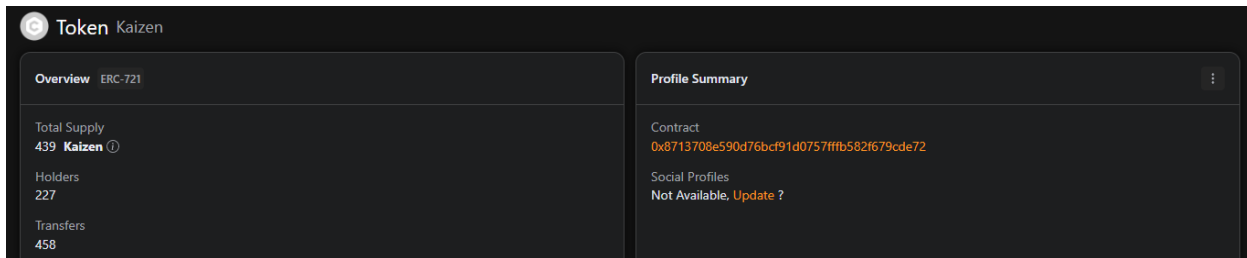 Token Kaizen
Overview ERC-721
Total Supply
439 Kaizen
Holders
227
Transfers
458
Profile Summary
Contract
0x8713708e590d76bcf91d0757fffb582f679cde72
Social Profiles
Not Available, Update ?